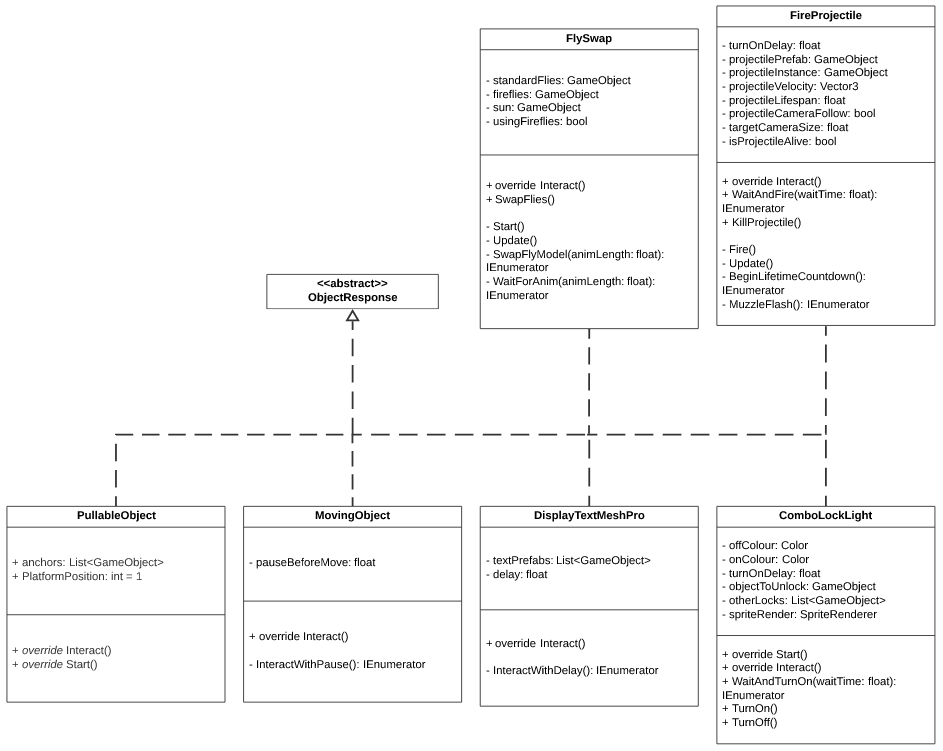 FlySwap
- standardFlies: GameObject
- fireflies: GameObject
- sun: GameObject
- usingFireflies: bool
+ override Interact()
+ SwapFlies()
- Start()
- Update()
- SwapFlyModel(animLength: float):
IEnumerator
- WaitForAnim(animLength: float):
IEnumerator
FireProjectile
- turnOnDelay: float
- projectilePrefab: GameObject
- projectileInstance: GameObject
- projectileVelocity: Vector3
- projectileLifespan: float
- projectileCameraFollow: bool
- targetCameraSize: float
- isProjectileAlive: bool
+ override Interact()
+ WaitAndFire(waitTime: float):
IEnumerator
+ KillProjectile()
- Fire()
- Update()
- BeginLifetimeCountdown():
IEnumerator
- MuzzleFlash(): IEnumerator
<<abstract>>
ObjectResponse
PullableObject
+ anchors: List<GameObject>
+ PlatformPosition: int = 1
+ override Interact()
+ override Start()
MovingObject
- pauseBeforeMove: float
+ override Interact()
- InteractWithPause(): IEnumerator
DisplayTextMeshPro
- textPrefabs: List<GameObject>
- delay: float
+ override Interact()
- InteractWithDelay(): IEnumerator
ComboLockLight
- offColour: Color
- onColour: Color
- turnOnDelay: float
- objectToUnlock: GameObject
- otherLocks: List<GameObject>
- spriteRender: SpriteRenderer
+ override Start()
+ override Interact()
+ WaitAndTurnOn(waitTime: float):
IEnumerator
+ TurnOn()
+ TurnOff()